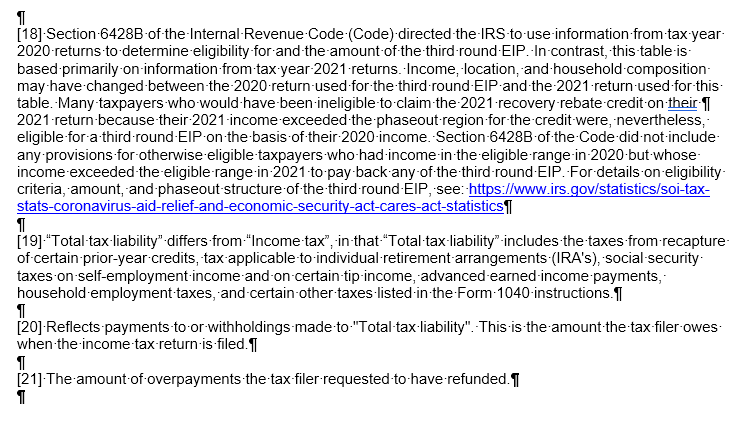 ¶
[18] Section 6428B of the Internal Revenue Code (Code) directed the IRS to use information from tax year
2020 returns to determine eligibility for and the amount of the third round EIP. In contrast, this table is
based primarily on information from tax year 2021 returns. Income, location, and household composition
may have changed between the 2020 return used for the third round EIP and the 2021 return used for this
table. Many taxpayers who would have been ineligible to claim the 2021 recovery rebate credit on their ¶
2021 return because their 2021 income exceeded the phaseout region for the credit were, nevertheless,
eligible for a third round EIP on the basis of their 2020 income. Section 6428B of the Code did not include
any provisions for otherwise eligible taxpayers who had income in the eligible range in 2020 but whose
income exceeded the eligible range in 2021 to pay back any of the third round EIP. For details on eligibility
criteria, amount, and phaseout structure of the third round EIP, see: https://www.irs.gov/statistics/soi-tax-
stats-coronavirus-aid-relief-and-economic-security-act-cares-act-statistics¶
¶
[19] “Total tax liability” differs from “Income tax”, in that “Total tax liability” includes the taxes from recapture
of certain prior-year credits, tax applicable to individual retirement arrangements (IRA's), social security
taxes on self-employment income and on certain tip income, advanced earned income payments,
household employment taxes, and certain other taxes listed in the Form 1040 instructions.¶
¶
[20] Reflects payments to or withholdings made to "Total tax liability". This is the amount the tax filer owes
when the income tax return is filed.¶
¶
[21] The amount of overpayments the tax filer requested to have refunded.¶
¶